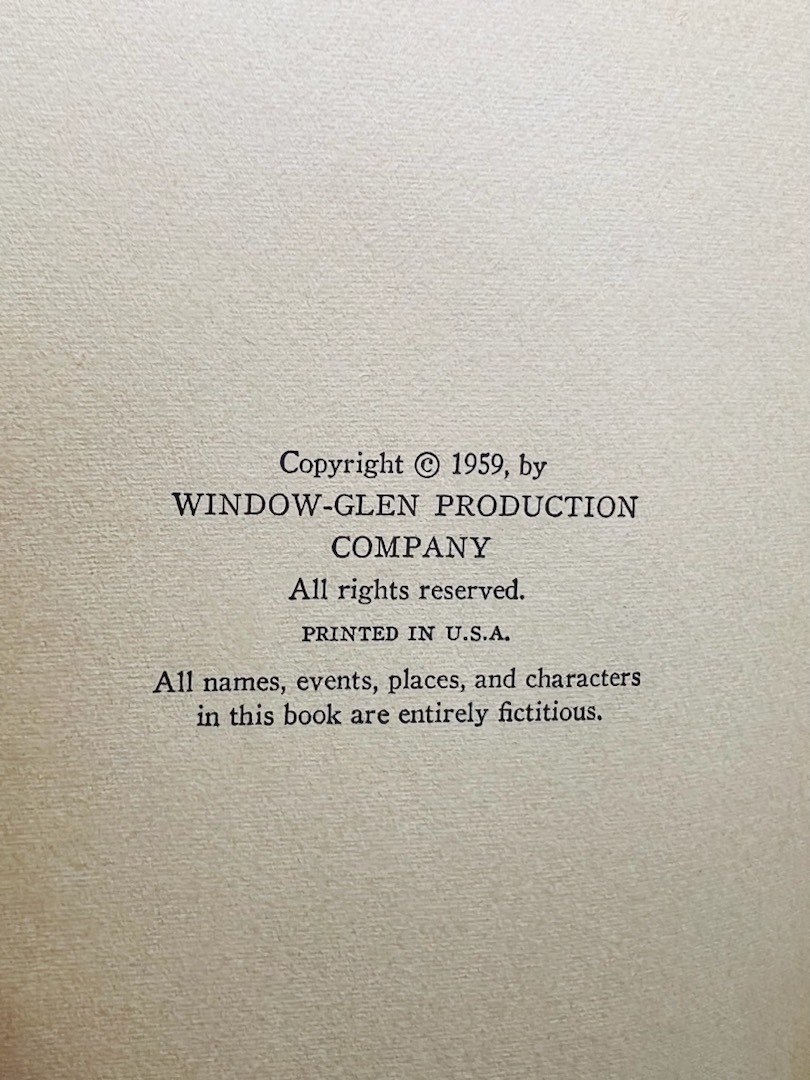 Copyright © 1959, by
WINDOW-GLEN PRODUCTION
COMPANY
All rights reserved.
PRINTED IN U.S.A.
All names, events, places, and characters
in this book are entirely fictitious.